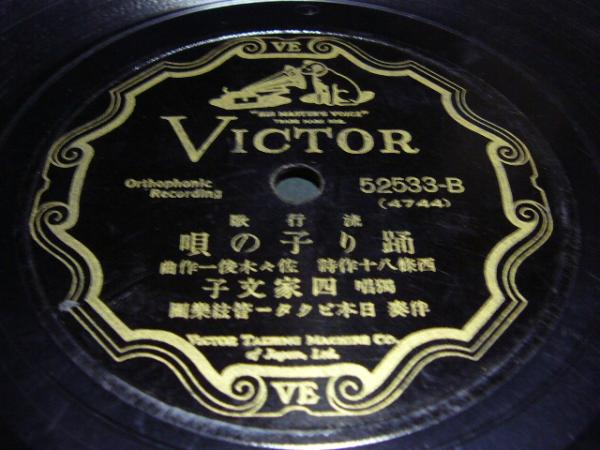 VE
"HIS MASTER'S VOICE"
VICTOR
Orthophonic
Recording
52533-B
(4744)
歌行流
唄の子り踊
曲作一俊木々佐 詩作十八條西
子文家四 唱獨
團樂絃管ータクビ本日 奏伴
VICTOR TALKING MACHINE CO.
of Japan, Ltd.
VE